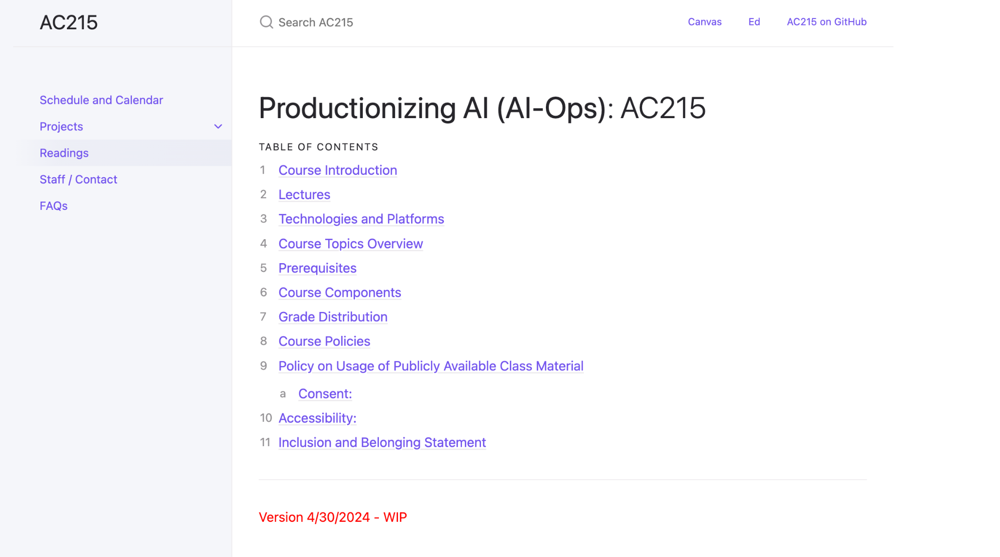 AC215
Search AC215
Canvas
Ed
AC215 on GitHub
Schedule and Calendar
Projects
Readings
Staff / Contact
FAQs
Productionizing AI (AI-Ops): AC215
TABLE OF CONTENTS
1 Course Introduction
2 Lectures
3 Technologies and Platforms
4 Course Topics Overview
5 Prerequisites
6 Course Components
7 Grade Distribution
8 Course Policies
9 Policy on Usage of Publicly Available Class Material
a Consent:
10 Accessibility:
11 Inclusion and Belonging Statement
Version 4/30/2024 - WIP